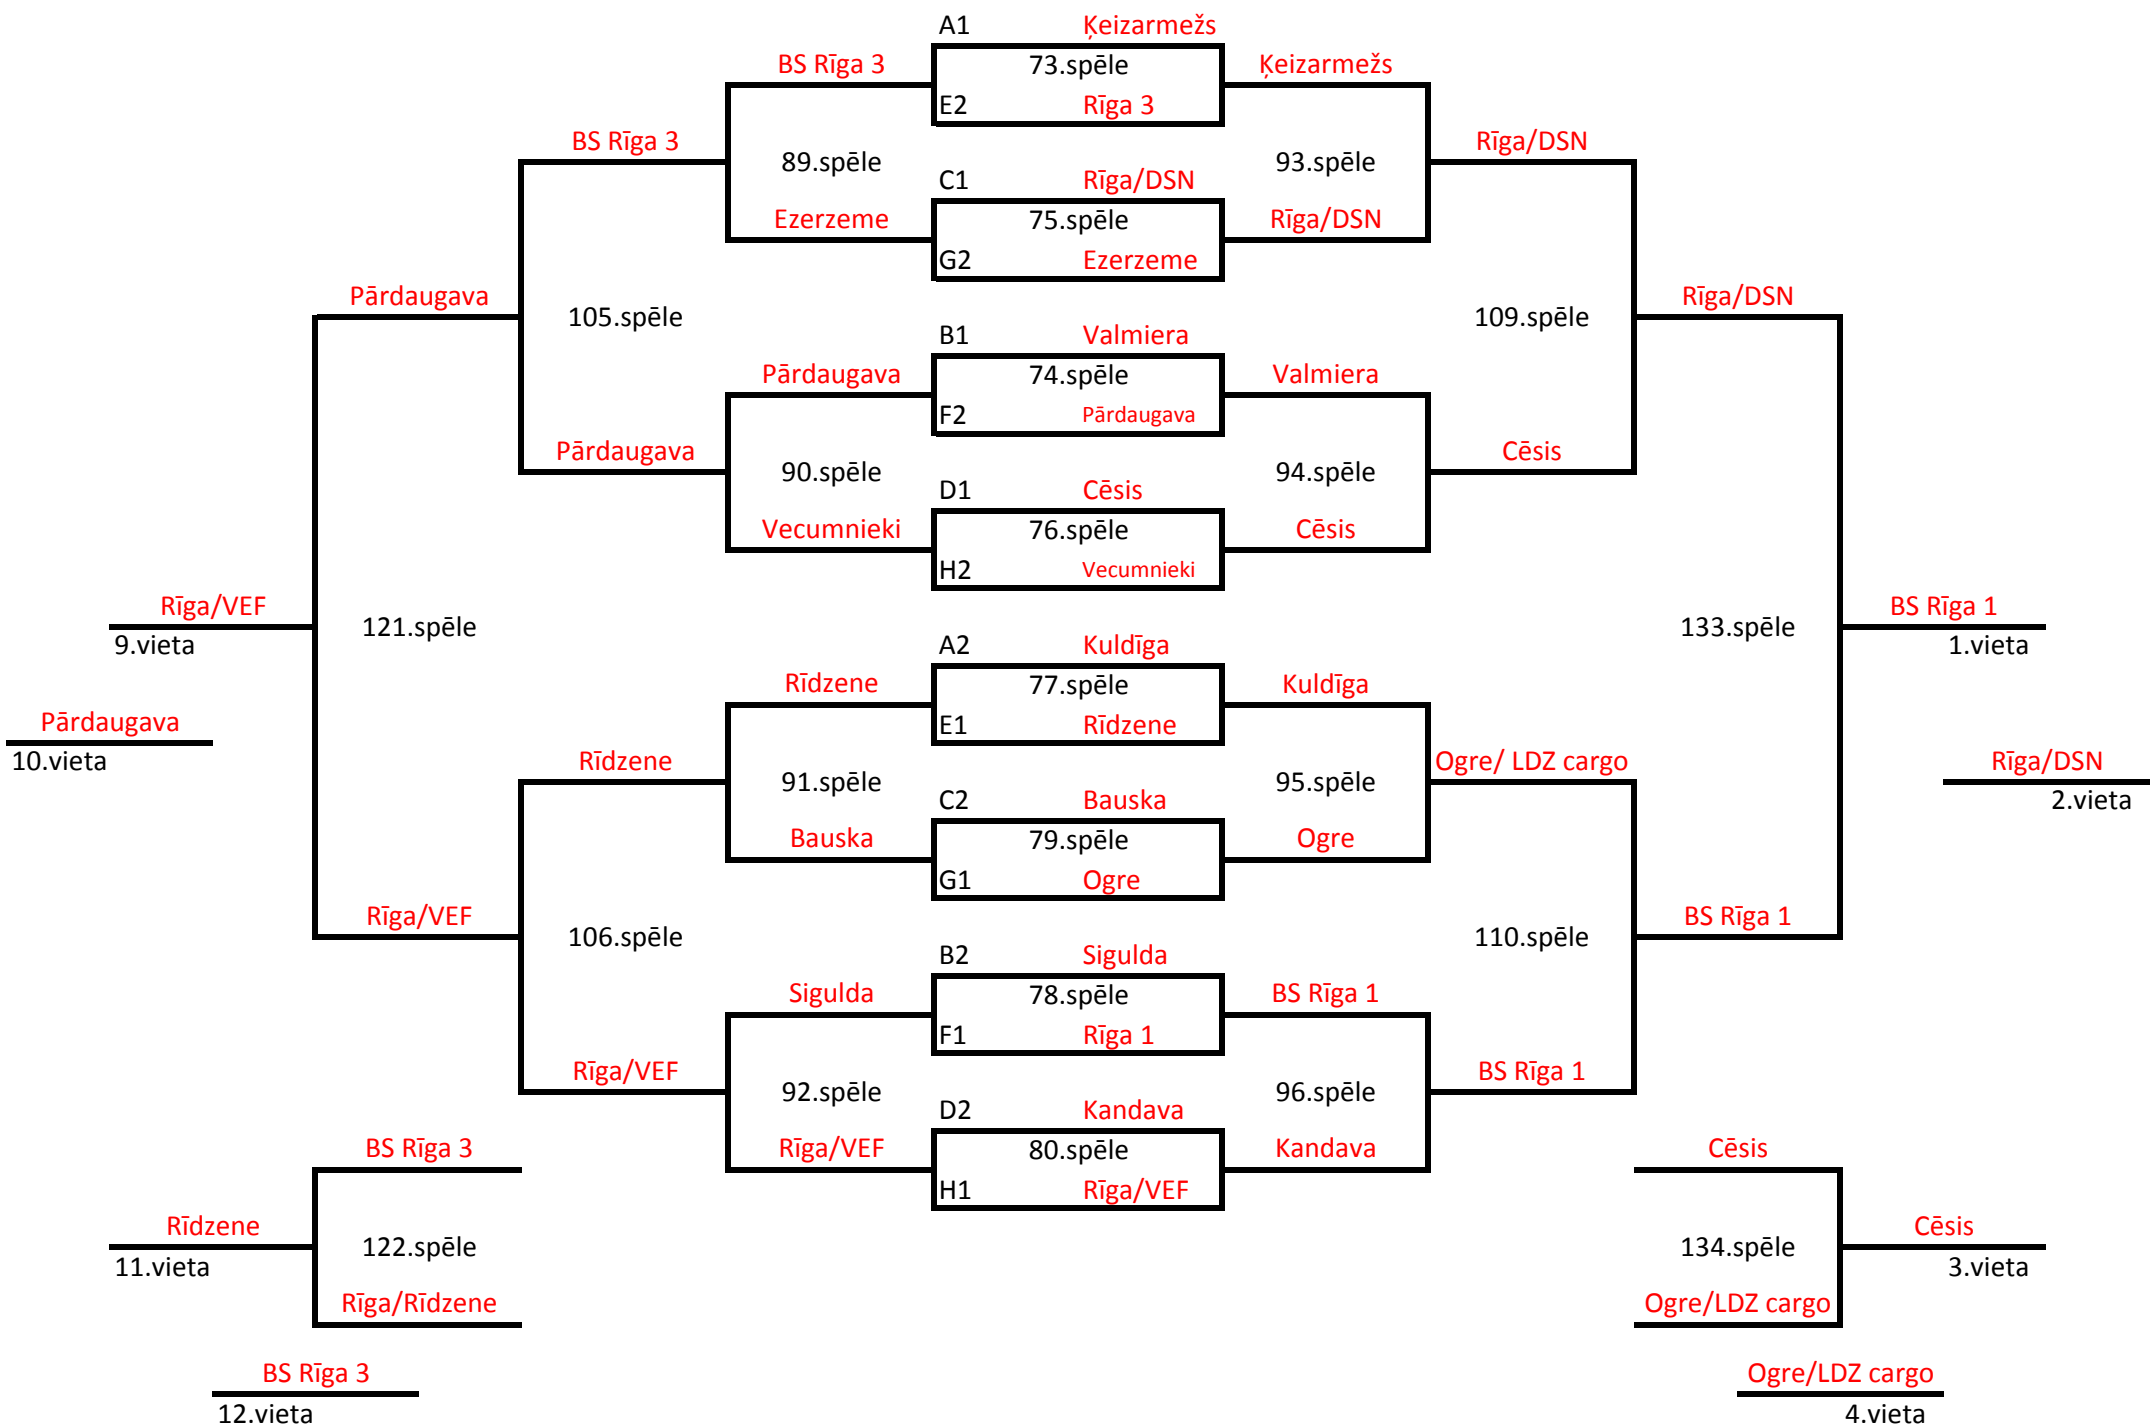 A1 Ķeizarmežs
BS Rīga 3 73.spēle Ķeizarmežs
E2 Rīga 3
BS Rīga 3 Rīga/DSN
89.spēle 93.spēle
C1 Rīga/DSN
Ezerzeme 75.spēle Rīga/DSN
G2 Ezerzeme
Pārdaugava Rīga/DSN
105.spēle 109.spēle
B1 Valmiera
Pārdaugava 74.spēle Valmiera
F2 Pārdaugava
Pārdaugava Cēsis
90.spēle 94.spēle
D1 Cēsis
Vecumnieki 76.spēle Cēsis
H2 Vecumnieki
Rīga/VEF BS Rīga 1
121.spēle 133.spēle
9.vieta A2 Kuldīga 1.vieta
Rīdzene 77.spēle Kuldīga
Pārdaugava E1 Rīdzene
10.vieta Rīdzene Ogre/ LDZ cargo Rīga/DSN
91.spēle 95.spēle
C2 Bauska 2.vieta
Bauska 79.spēle Ogre
G1 Ogre
Rīga/VEF BS Rīga 1
106.spēle 110.spēle
B2 Sigulda
Sigulda 78.spēle BS Rīga 1
F1 Rīga 1
Rīga/VEF BS Rīga 1
92.spēle 96.spēle
D2 Kandava
BS Rīga 3 Rīga/VEF 80.spēle Kandava Cēsis
H1 Rīga/VEF
Rīdzene Cēsis
122.spēle 134.spēle
11.vieta 3.vieta
Rīga/Rīdzene Ogre/LDZ cargo
BS Rīga 3 Ogre/LDZ cargo
12.vieta 4.vieta